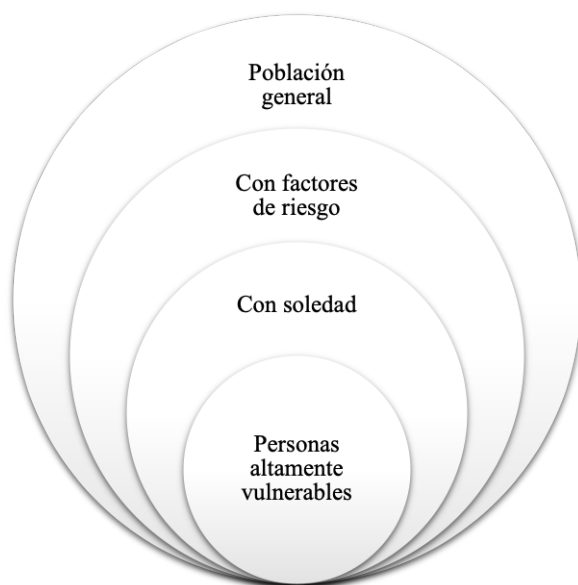 Población
general
Con factores
de riesgo
Con soledad
Personas
altamente
vulnerables